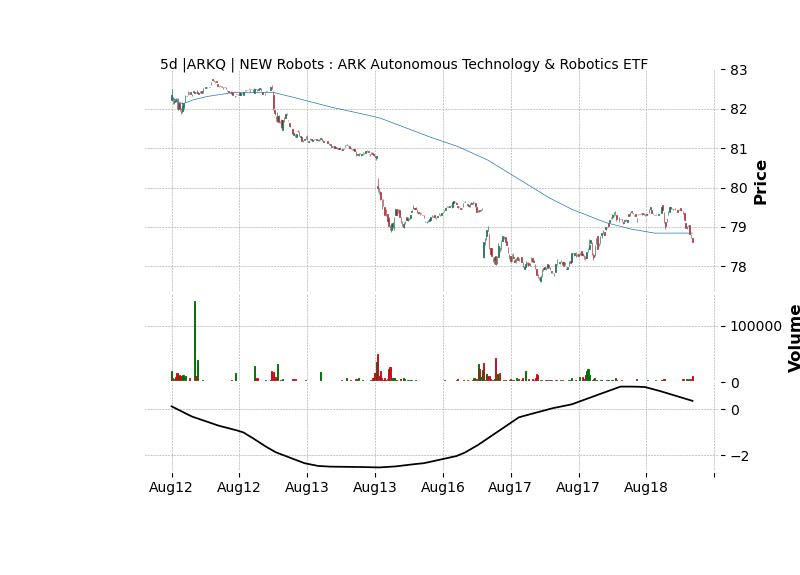 5d |ARKQ | NEW Robots : ARK Autonomous Technology & Robotics ETF
83
82
81
80
79
78
Price
100000
0
Volume
0
−2
Aug12 Aug12 Aug13 Aug13 Aug16 Aug17 Aug17 Aug18